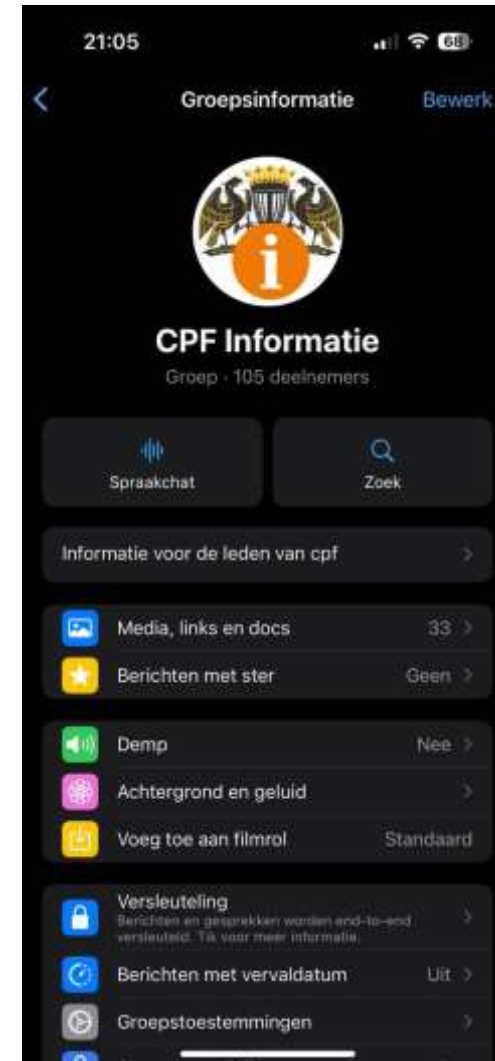 21:05
68
Groepsinformatie
Bewerk
i
CPF Informatie
Groep · 105 deelnemers
Spraakchat
Zoek
Informatie voor de leden van cpf
Media, links en docs 33
Berichten met ster Geen
Demp Nee
Achtergrond en geluid
Voeg toe aan filmrol Standaard
Versleuteling
Berichten en gesprekken worden end-to-end
versleuteld. Tik voor meer informatie.
Berichten met vervaldatum Uit
Groepstoestemmingen